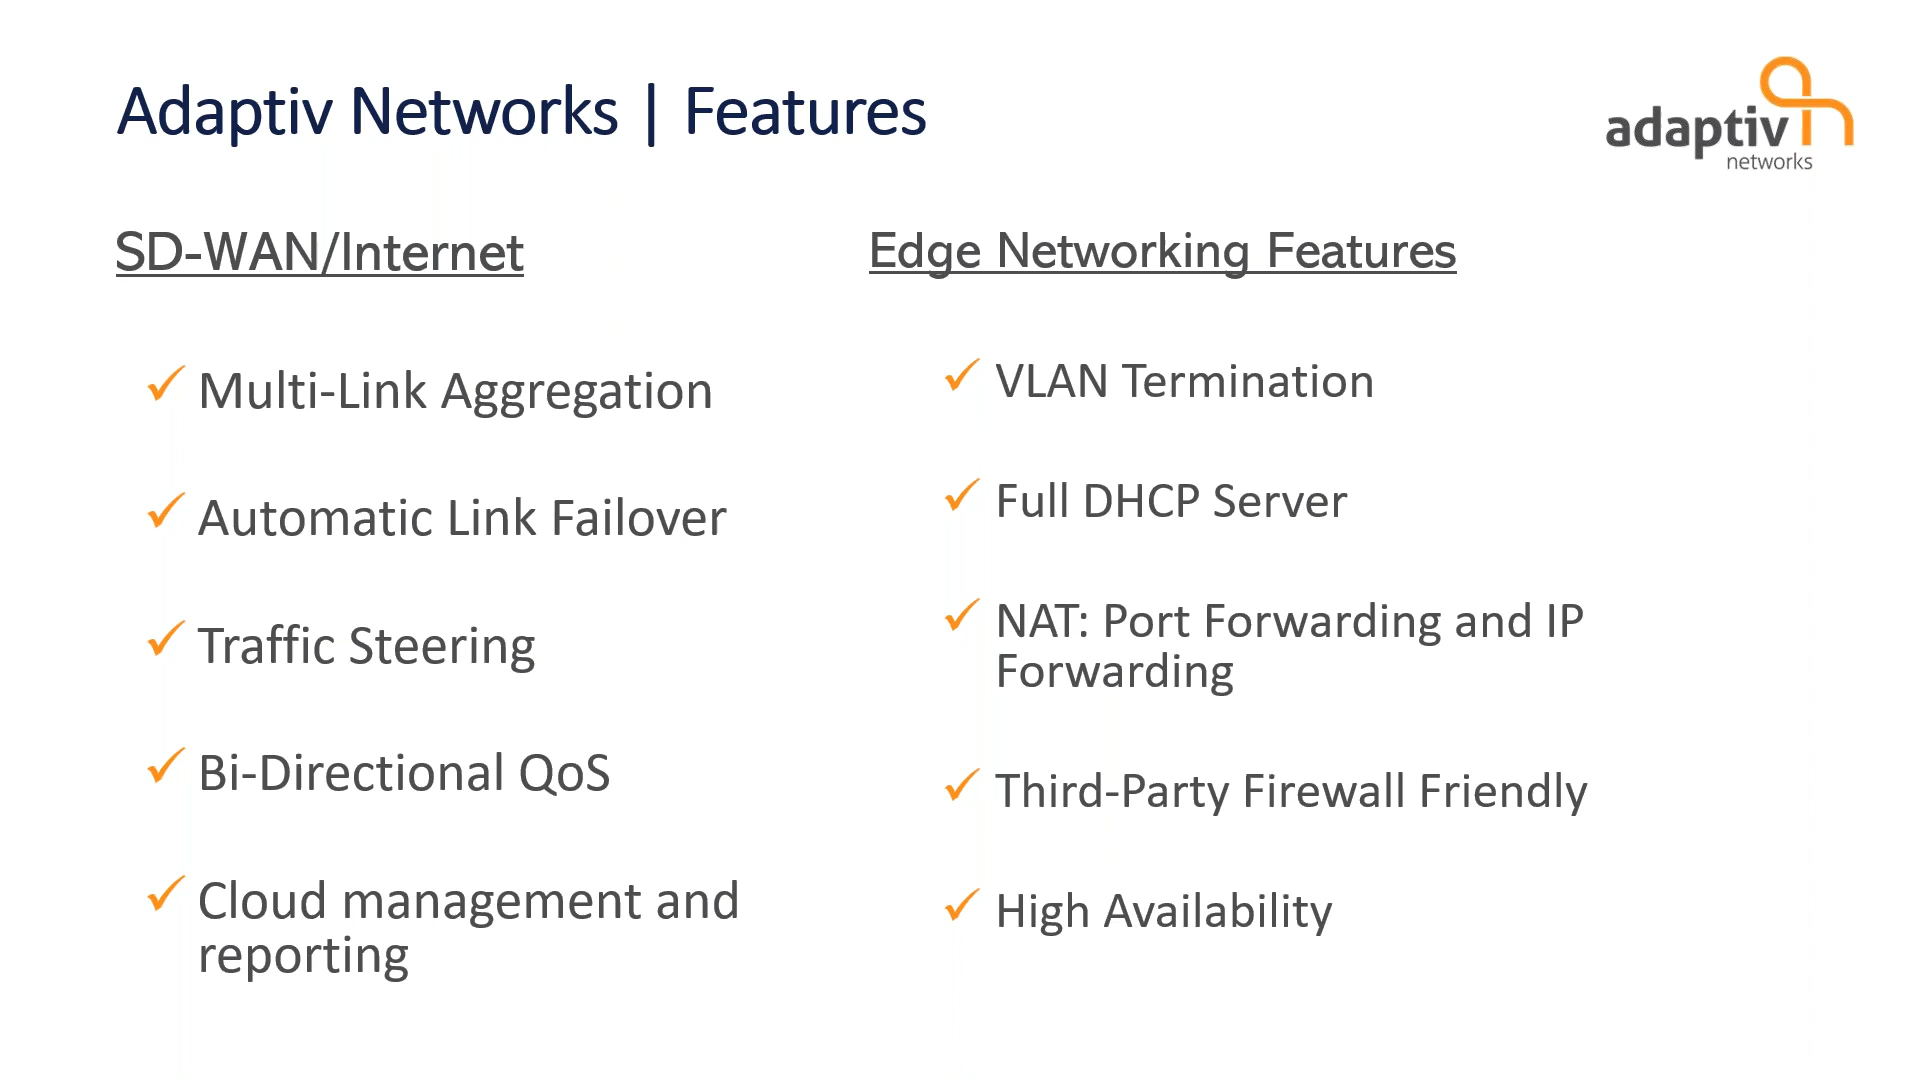 Adaptiv Networks | Features
adaptiv
networks
SD-WAN/Internet
Multi-Link Aggregation
Automatic Link Failover
Traffic Steering
Bi-Directional QoS
Cloud management and
reporting
Edge Networking Features
VLAN Termination
Full DHCP Server
NAT: Port Forwarding and IP
Forwarding
Third-Party Firewall Friendly
High Availability